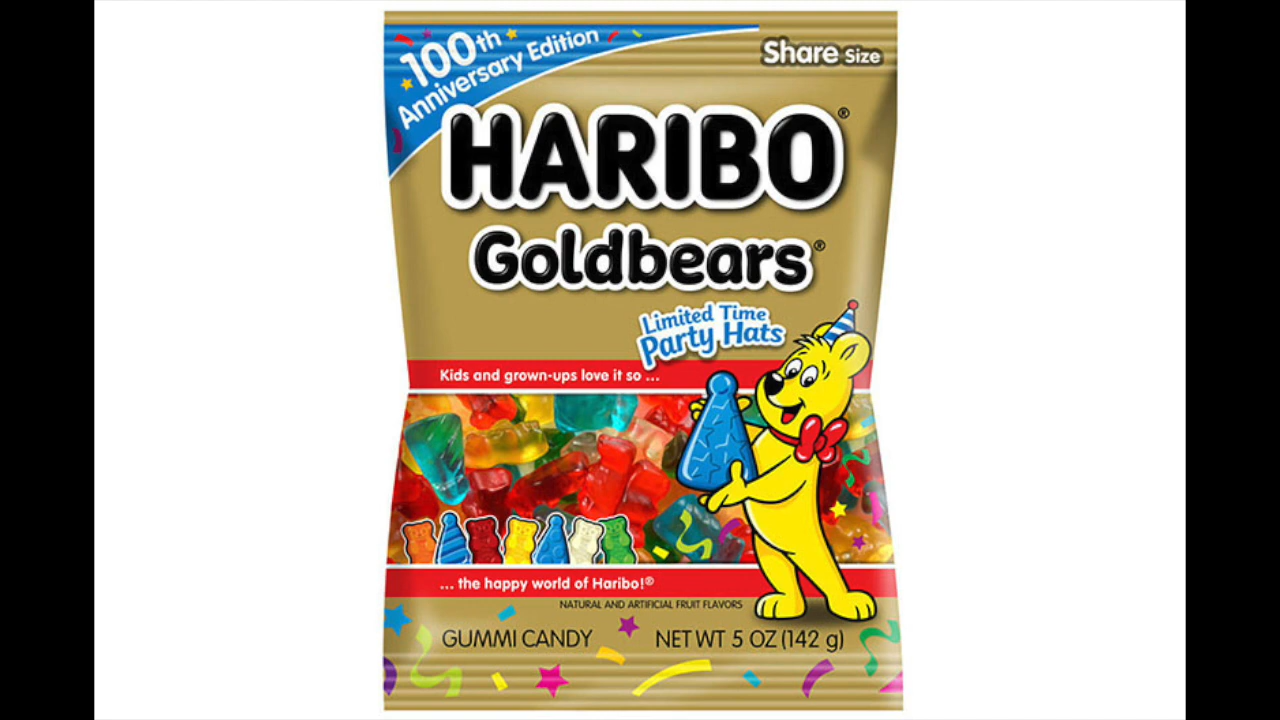 100th
Anniversary Edition
Share Size
HARIBO®
Goldbears®
Limited Time
Party Hats
Kids and grown-ups love it so ...
... the happy world of Haribo!®
NATURAL AND ARTIFICIAL FRUIT FLAVORS
GUMMI CANDY NET WT 5 OZ (142 g)